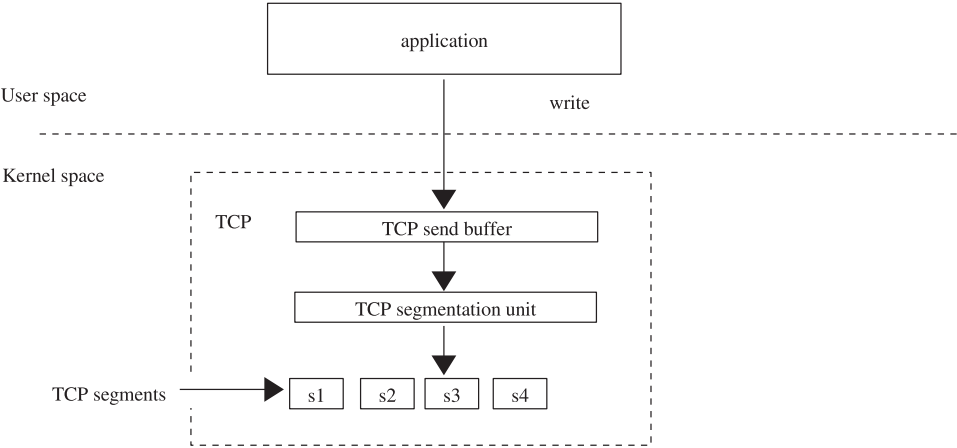 application
User space
write
Kernel space
TCP
TCP send buffer
TCP segmentation unit
TCP segments
s1 s2 s3 s4